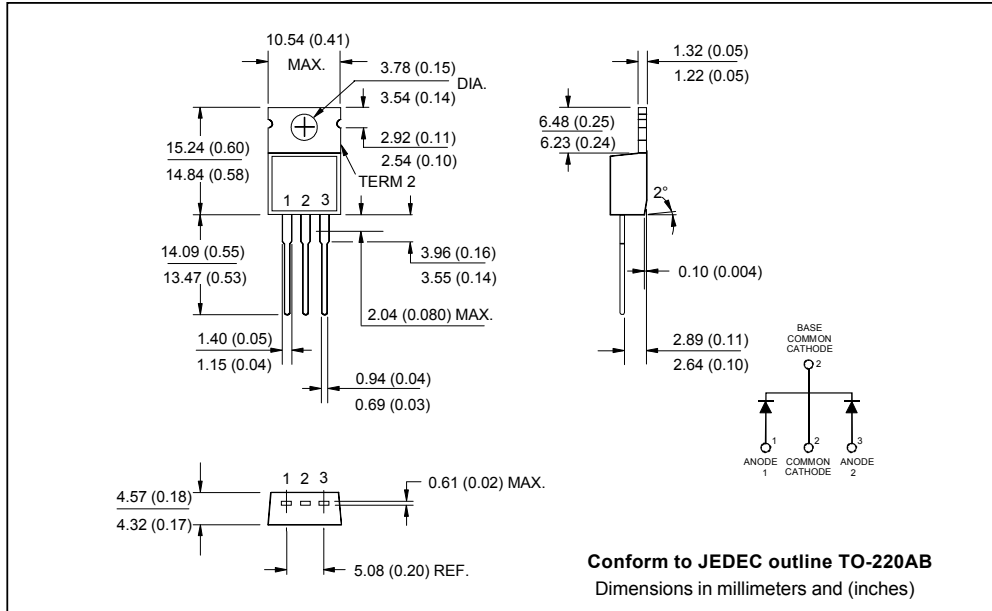 10.54 (0.41)
MAX.
3.78 (0.15)
3.54 (0.14)
DIA.
2.92 (0.11)
2.54 (0.10)
TERM 2
15.24 (0.60)
14.84 (0.58)
1 2 3
14.09 (0.55)
13.47 (0.53)
3.96 (0.16)
3.55 (0.14)
2.04 (0.080) MAX.
1.40 (0.05)
1.15 (0.04)
0.94 (0.04)
0.69 (0.03)
1.32 (0.05)
1.22 (0.05)
6.48 (0.25)
6.23 (0.24)
2°
0.10 (0.004)
2.89 (0.11)
2.64 (0.10)
BASE
COMMON
CATHODE
2
1 2 3
ANODE COMMON ANODE
1 CATHODE 2
1 2 3
4.57 (0.18)
4.32 (0.17)
0.61 (0.02) MAX.
5.08 (0.20) REF.
Conform to JEDEC outline TO-220AB
Dimensions in millimeters and (inches)